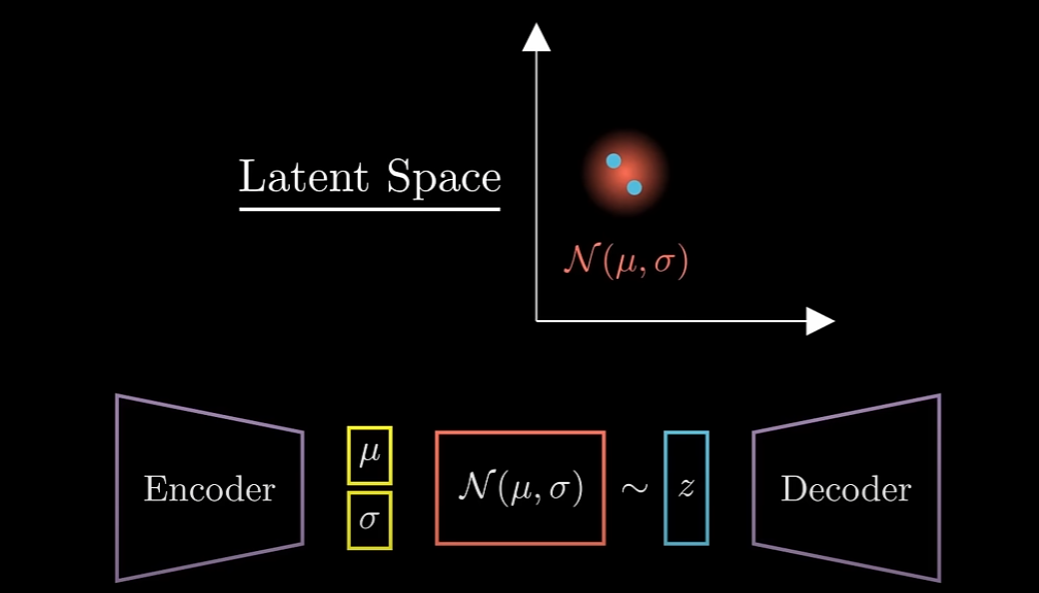 Latent Space
𝒩(μ, σ)
Encoder
μ
σ
𝒩(μ, σ) ~ z
Decoder